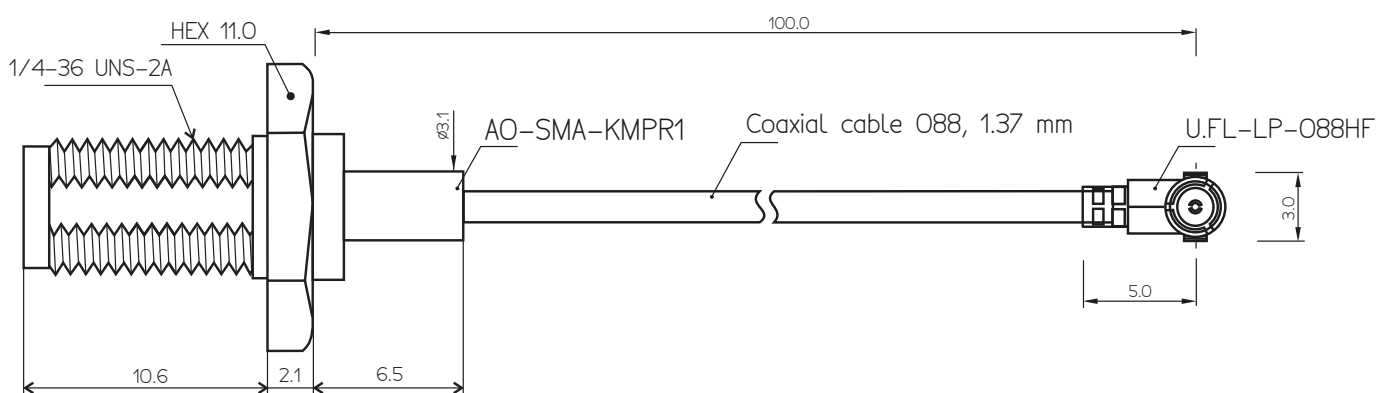 100.0
HEX 11.0
1/4-36 UNS-2A
ø3.1
AO-SMA-KMPR1
Coaxial cable 088, 1.37 mm
U.FL-LP-088HF
3.0
5.0
10.6
2.1
6.5